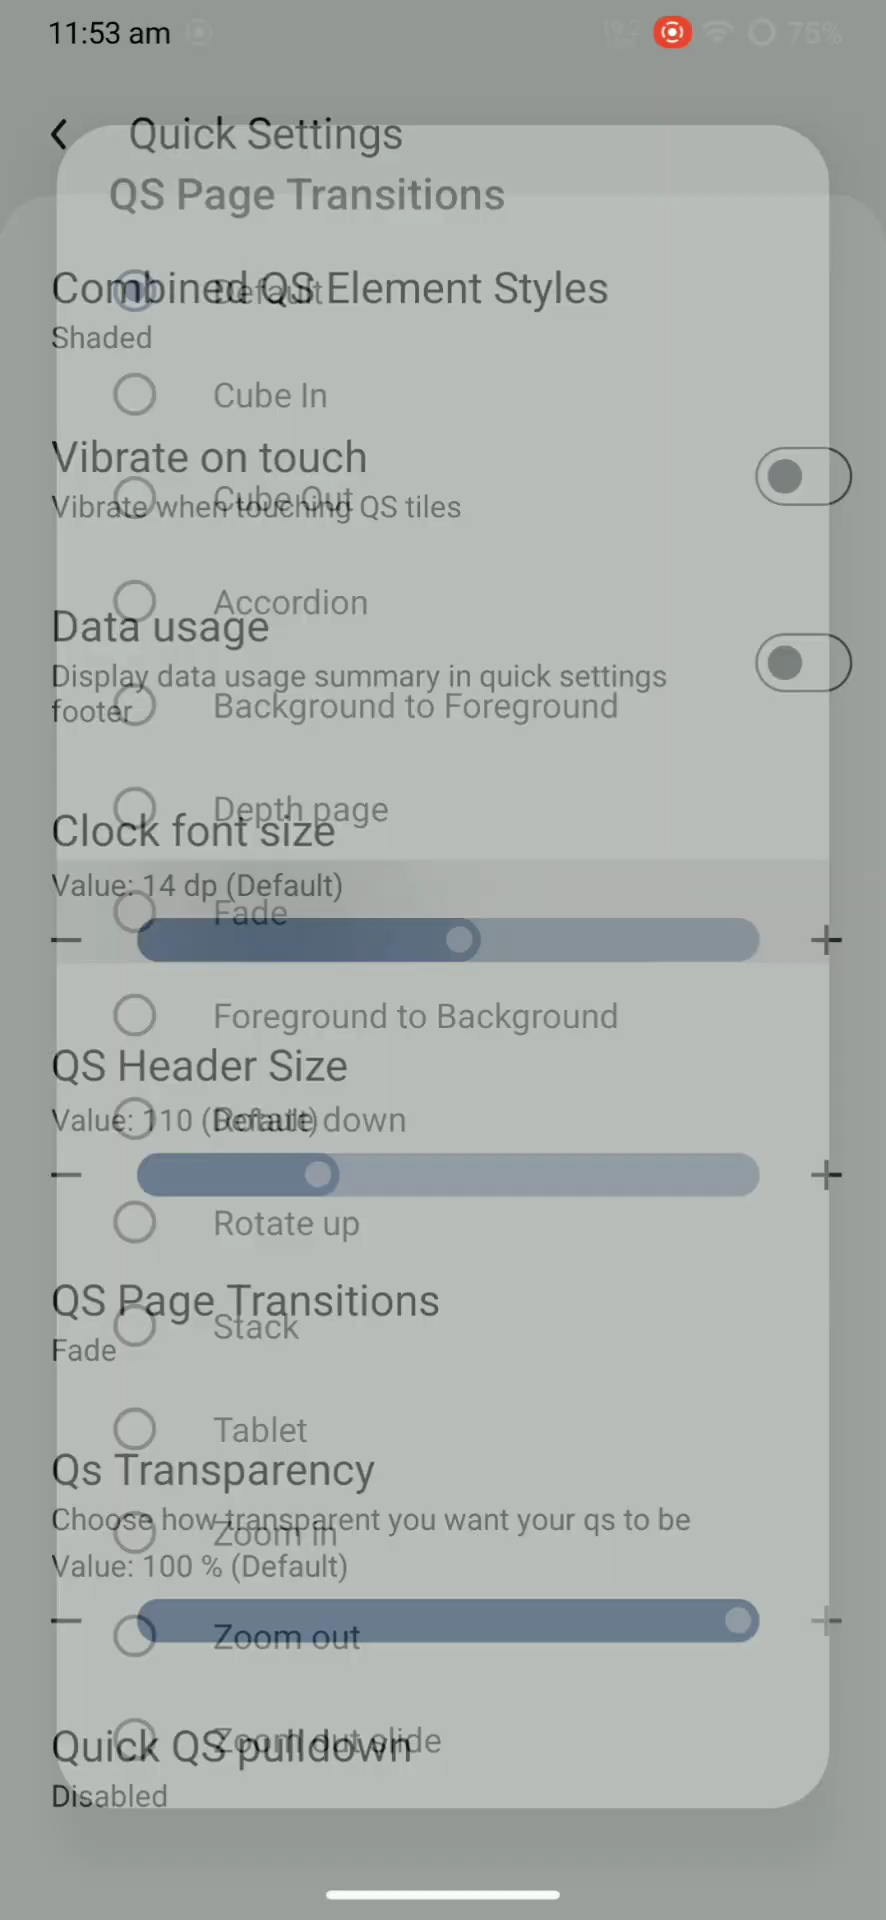 11:53 am
75%
Quick Settings
QS Page Transitions
Combined QS Element Styles
Default
Shaded
Cube In
Vibrate on touch
Cube Out
Vibrate when touching QS tiles
Accordion
Data usage
Display data usage summary in quick settings
footer
Background to Foreground
Depth page
Clock font size
Value: 14 dp (Default)
Fade
Foreground to Background
QS Header Size
Value: 110 (Default)
Rotate down
Rotate up
QS Page Transitions
Stack
Fade
Tablet
Qs Transparency
Choose how transparent you want your qs to be
Zoom in
Value: 100 % (Default)
Zoom out
Quick QS pulldown
Zoom out slide
Disabled